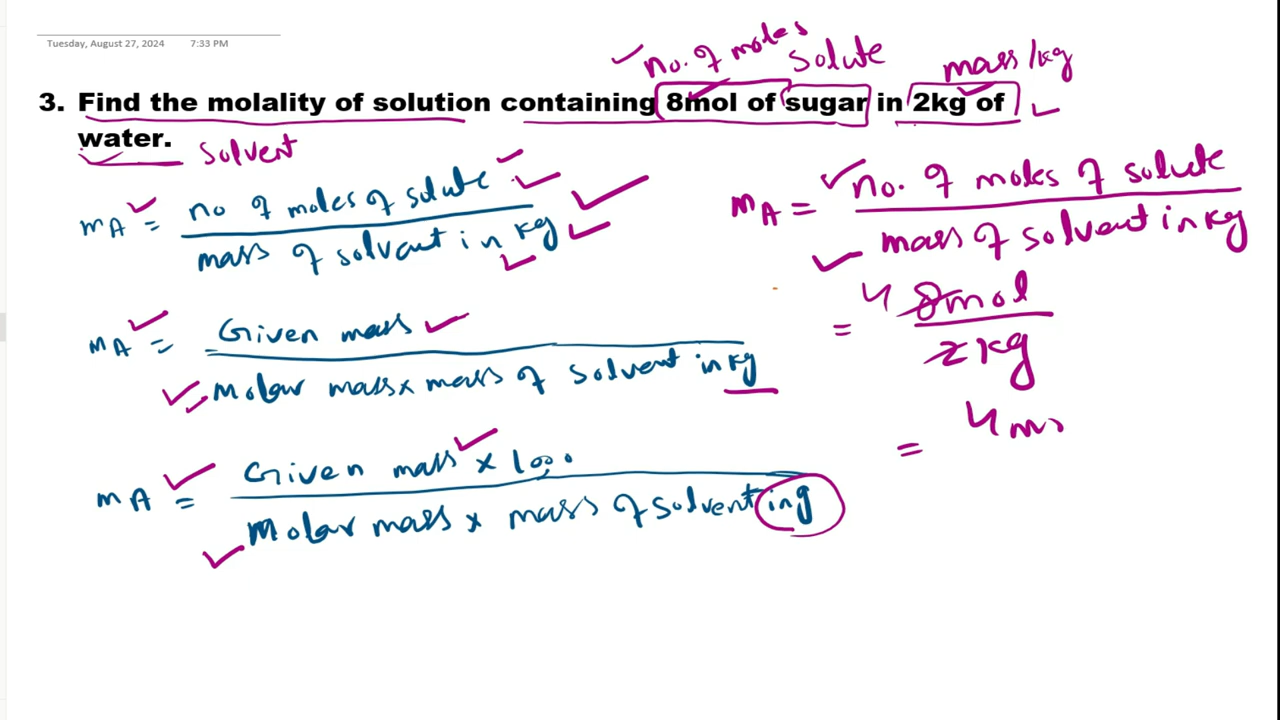 Tuesday, August 27, 2024 7:33 PM
no. of moles solute mass/kg
3. Find the molality of solution containing 8mol of sugar in 2kg of
water. solvent
mA = no of moles of solute
mass of solvent in kg
mA = no. of moles of solute
mass of solvent in kg
= 4 8mol
2kg
= 4
mA = Given mass
Molar mass x mass of solvent in kg
mA = Given mass x 1000
Molar mass x mass of solvent in g